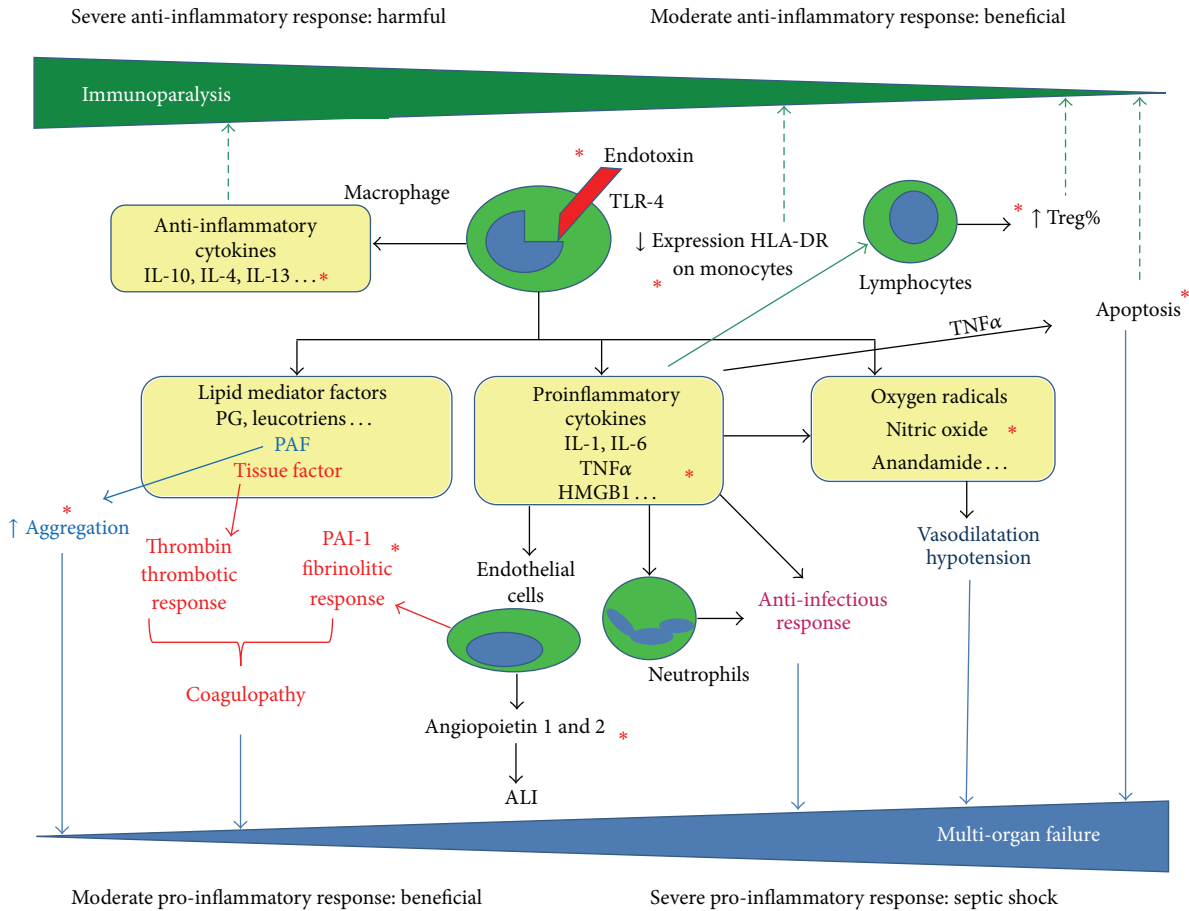 Severe anti-inflammatory response: harmful
Moderate anti-inflammatory response: beneficial
Immunoparalysis
* Endotoxin
Macrophage
TLR-4
Anti-inflammatory
cytokines
IL-10, IL-4, IL-13 . . . *
↓ Expression HLA-DR
on monocytes
*
Lymphocytes
* ↑ Treg%
Apoptosis *
TNFα
Lipid mediator factors
PG, leucotriens . . .
PAF
Tissue factor
Proinflammatory
cytokines
IL-1, IL-6
TNFα *
HMGB1 . . .
Oxygen radicals
Nitric oxide *
Anandamide . . .
*
↑ Aggregation
Thrombin
thrombotic
response
PAI-1 *
fibrinolitic
response
Endothelial
cells
Vasodilatation
hypotension
Anti-infectious
response
Neutrophils
Coagulopathy
Angiopoietin 1 and 2 *
ALI
Multi-organ failure
Moderate pro-inflammatory response: beneficial
Severe pro-inflammatory response: septic shock